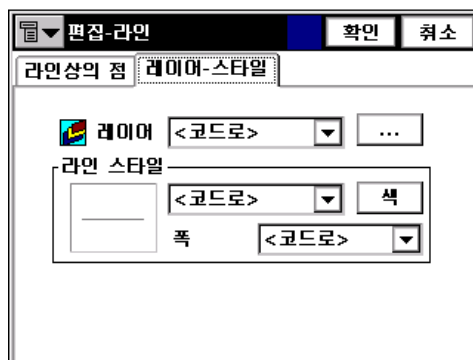 편집-라인 확인 취소
라인상의 점 레이어-스타일
레이어 <코드로> ...
라인 스타일
<코드로> 색
폭 <코드로>